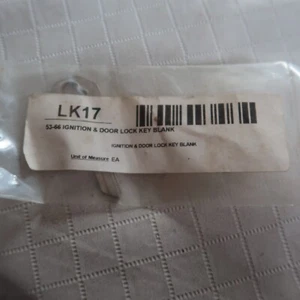 LK17
53-66 IGNITION & DOOR LOCK KEY BLANK
IGNITION & DOOR LOCK KEY BLANK
Unit of Measure EA